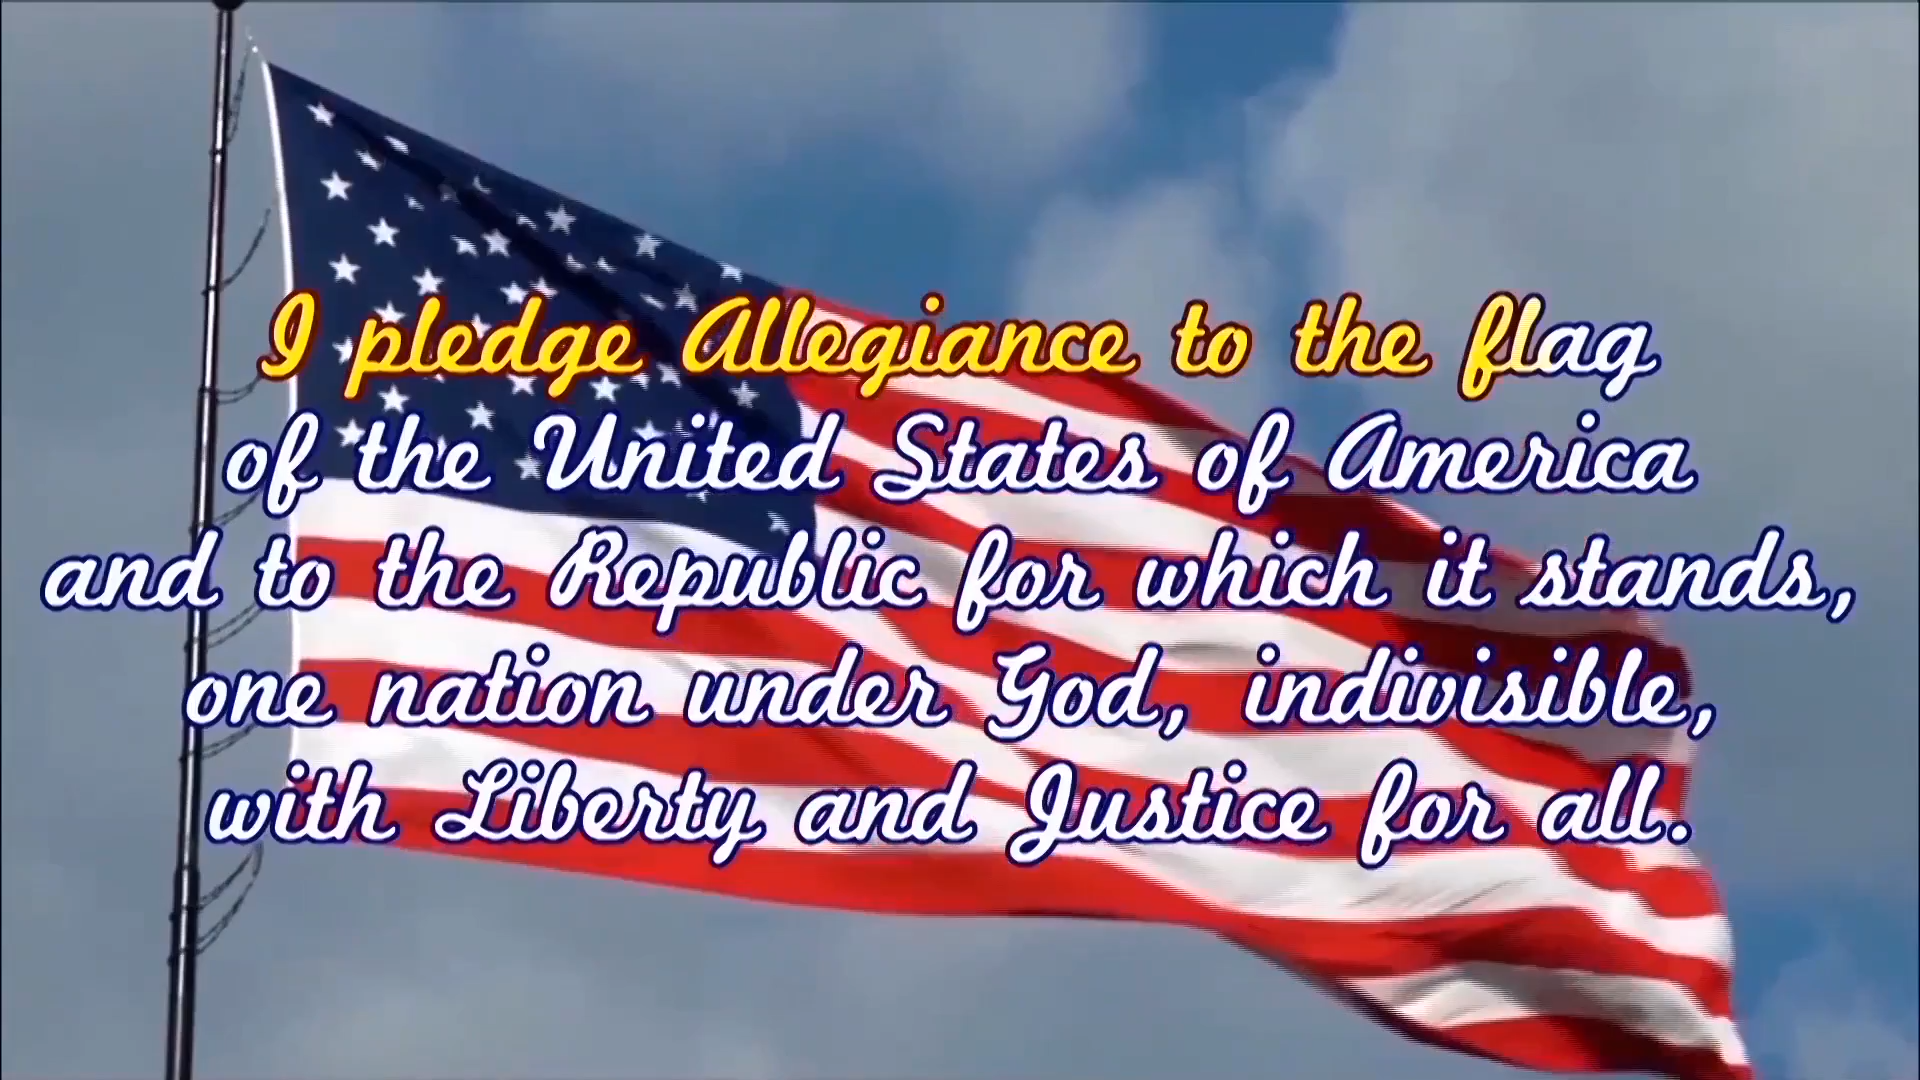 I pledge Allegiance to the flag
of the United States of America
and to the Republic for which it stands,
one nation under God, indivisible,
with Liberty and Justice for all.